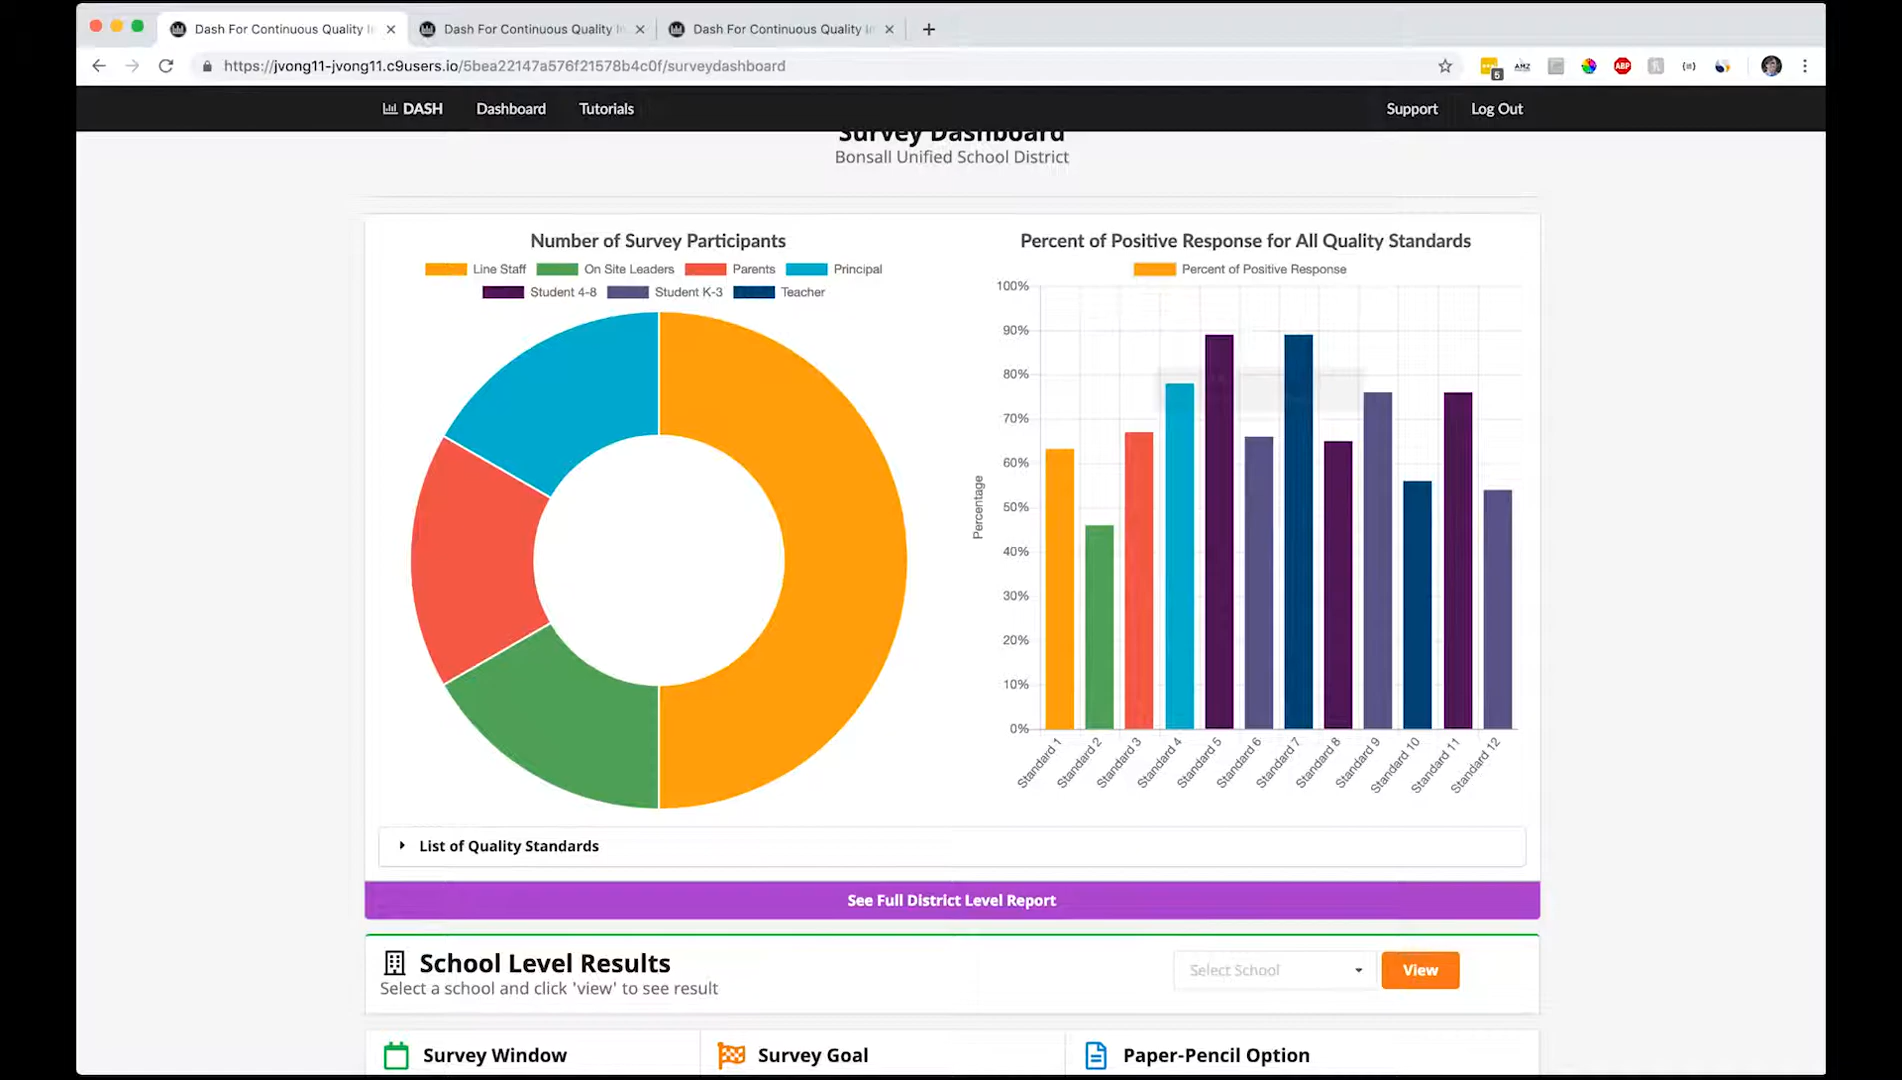 Dash For Continuous Quality I
Dash For Continuous Quality I
Dash For Continuous Quality I
https://jvong11-jvong11.c9users.io/5bea22147a576f21578b4c0f/surveydashboard
5
AMZ
ABP
DASH
Dashboard
Tutorials
Support
Log Out
Survey Dashboard
Bonsall Unified School District
Number of Survey Participants
Line Staff On Site Leaders Parents Principal
Student 4-8 Student K-3 Teacher
Percent of Positive Response for All Quality Standards
Percent of Positive Response
100%
90%
80%
70%
60%
50%
40%
30%
20%
10%
0%
Percentage
Standard 1
Standard 2
Standard 3
Standard 4
Standard 5
Standard 6
Standard 7
Standard 8
Standard 9
Standard 10
Standard 11
Standard 12
List of Quality Standards
See Full District Level Report
School Level Results
Select a school and click 'view' to see result
Select School
View
Survey Window
Survey Goal
Paper-Pencil Option